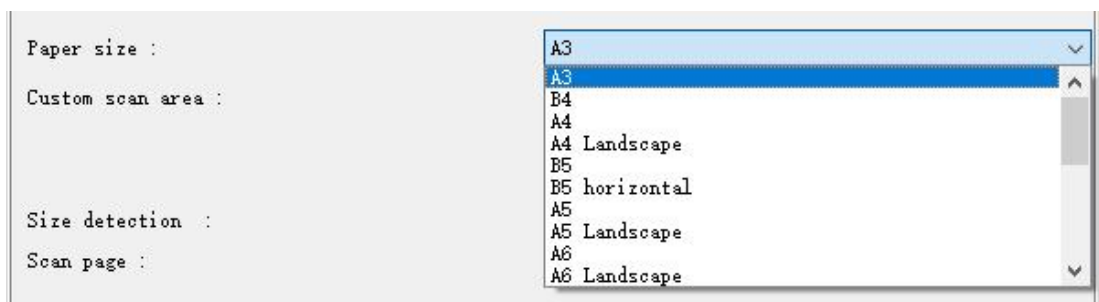 Paper size : A3
A3
Custom scan area :
B4
A4
A4 Landscape
B5
B5 horizontal
A5
Size detection :
A5 Landscape
A6
Scan page :
A6 Landscape